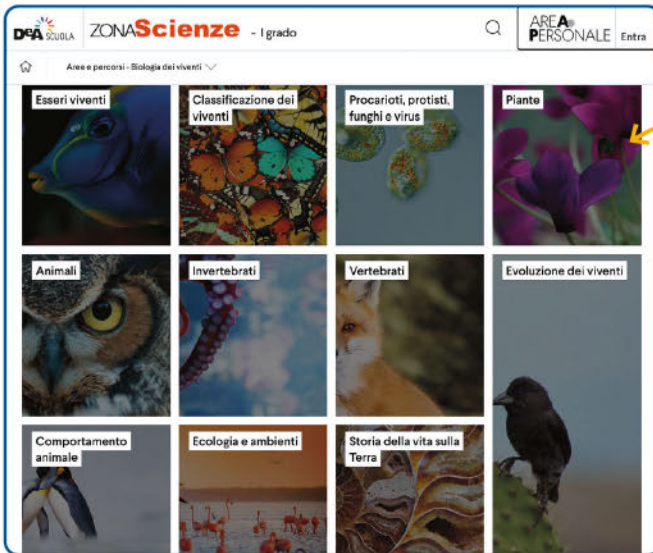 DeA SCUOLA ZONAScienze - I grado
AREA PERSONALE Entra
Aree e percorsi - Biologia dei viventi
Esseri viventi
Classificazione dei
viventi
Procarioti, protisti,
funghi e virus
Piante
Animali
Invertebrati
Vertebrati
Evoluzione dei viventi
Comportamento
animale
Ecologia e ambienti
Storia della vita sulla
Terra